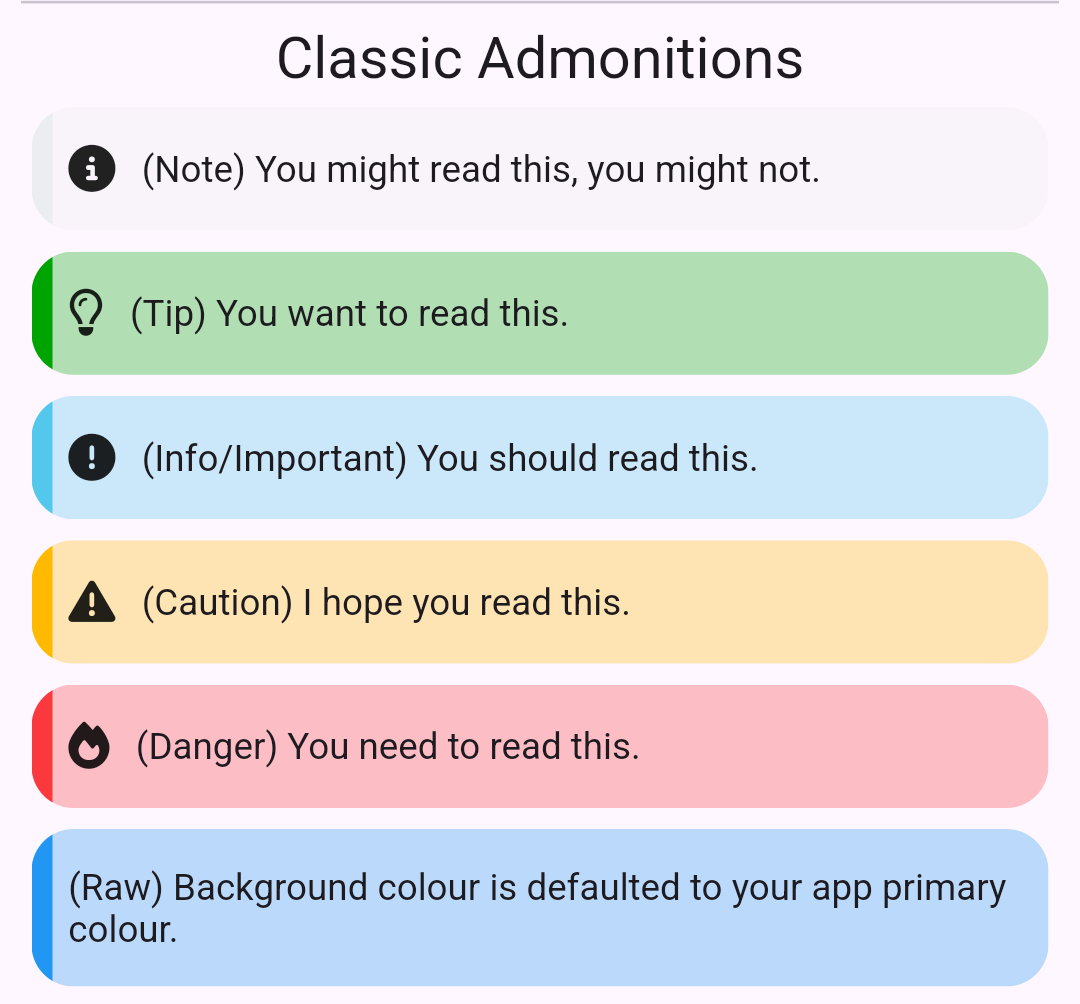 Classic Admonitions
(Note) You might read this, you might not.
(Tip) You want to read this.
(Info/Important) You should read this.
(Caution) I hope you read this.
(Danger) You need to read this.
(Raw) Background colour is defaulted to your app primary
colour.